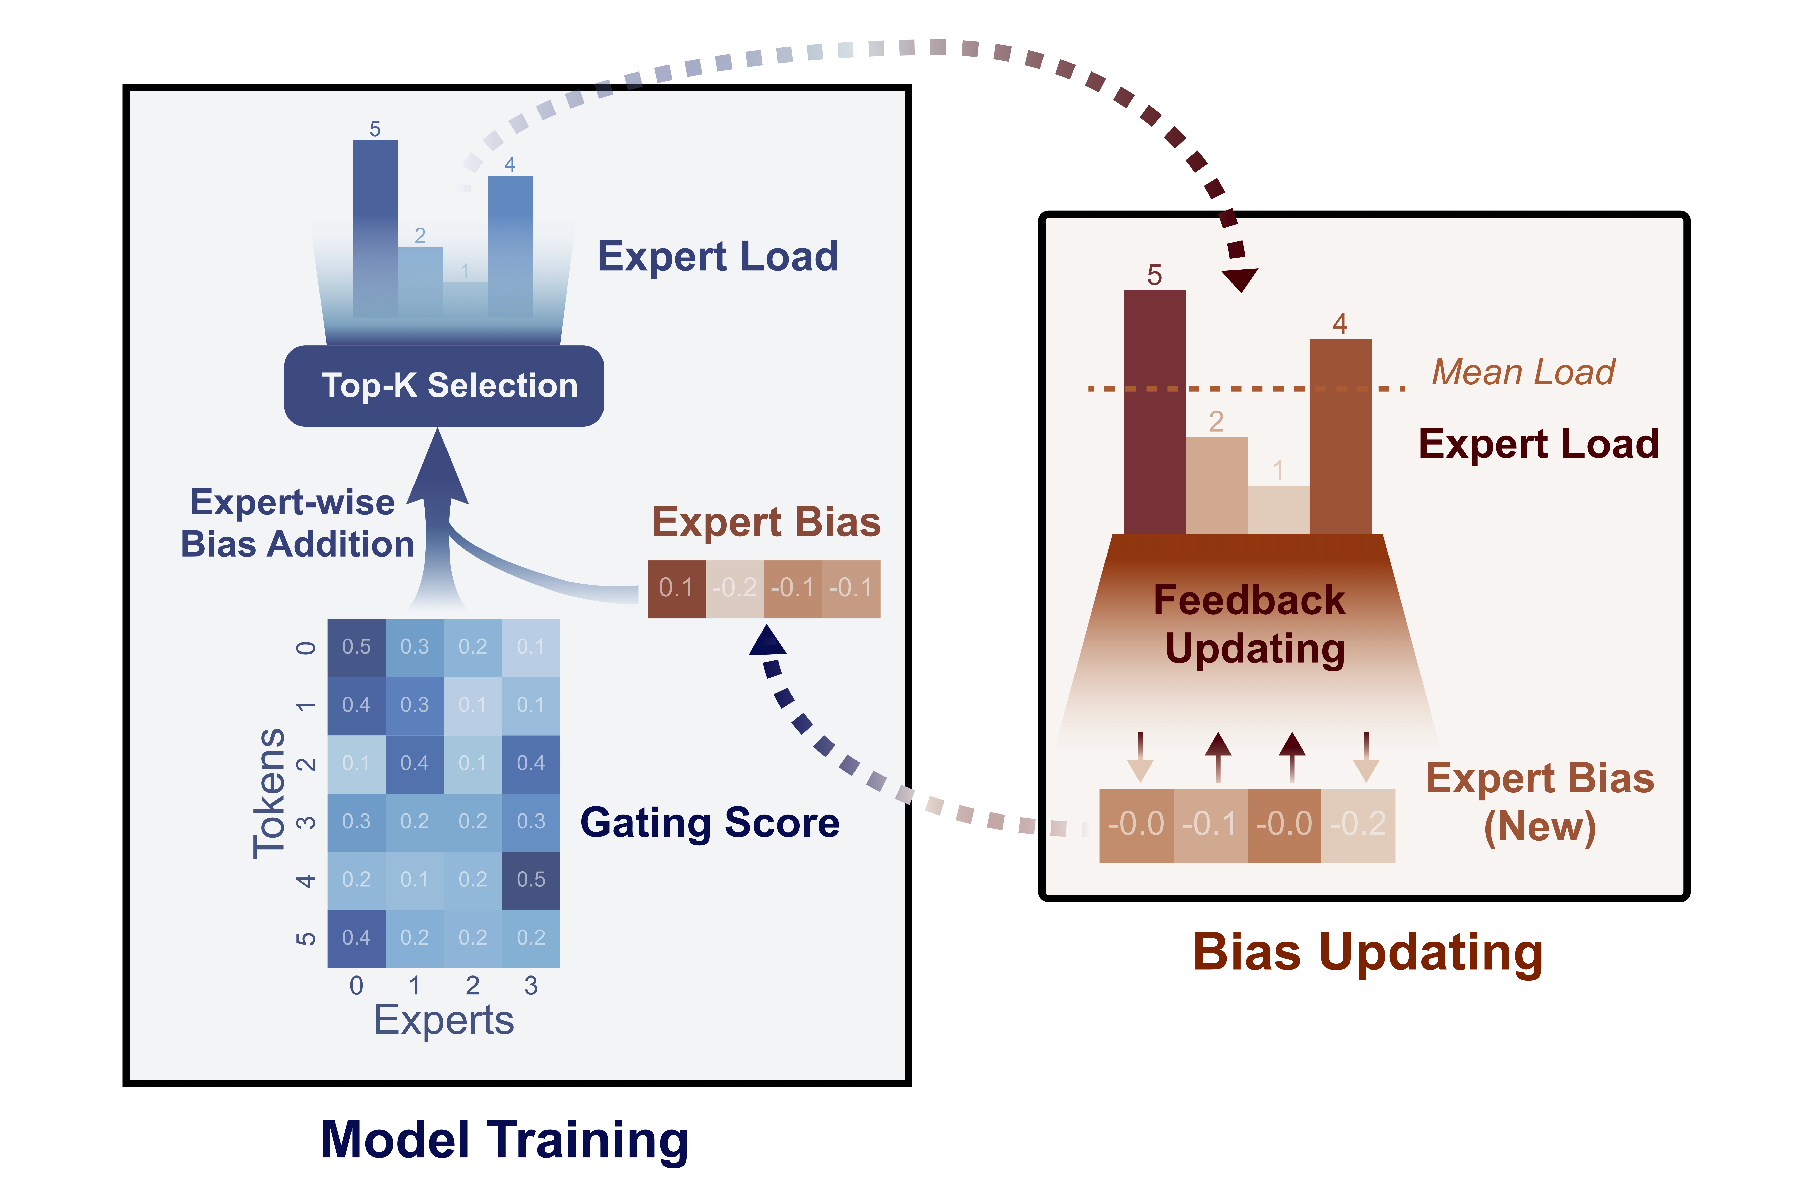 5
4
2
1
Expert Load
Top-K Selection
Expert-wise
Bias Addition
Expert Bias
0.1 -0.2 -0.1 -0.1
0 0.5 0.3 0.2 0.1
1 0.4 0.3 0.1 0.1
2 0.1 0.4 0.1 0.4
3 0.3 0.2 0.2 0.3
4 0.2 0.1 0.2 0.5
5 0.4 0.2 0.2 0.2
Tokens
0 1 2 3
Experts
Gating Score
Model Training
5
4
2
1
Mean Load
Expert Load
Feedback
Updating
-0.0 -0.1 -0.0 -0.2
Expert Bias
(New)
Bias Updating